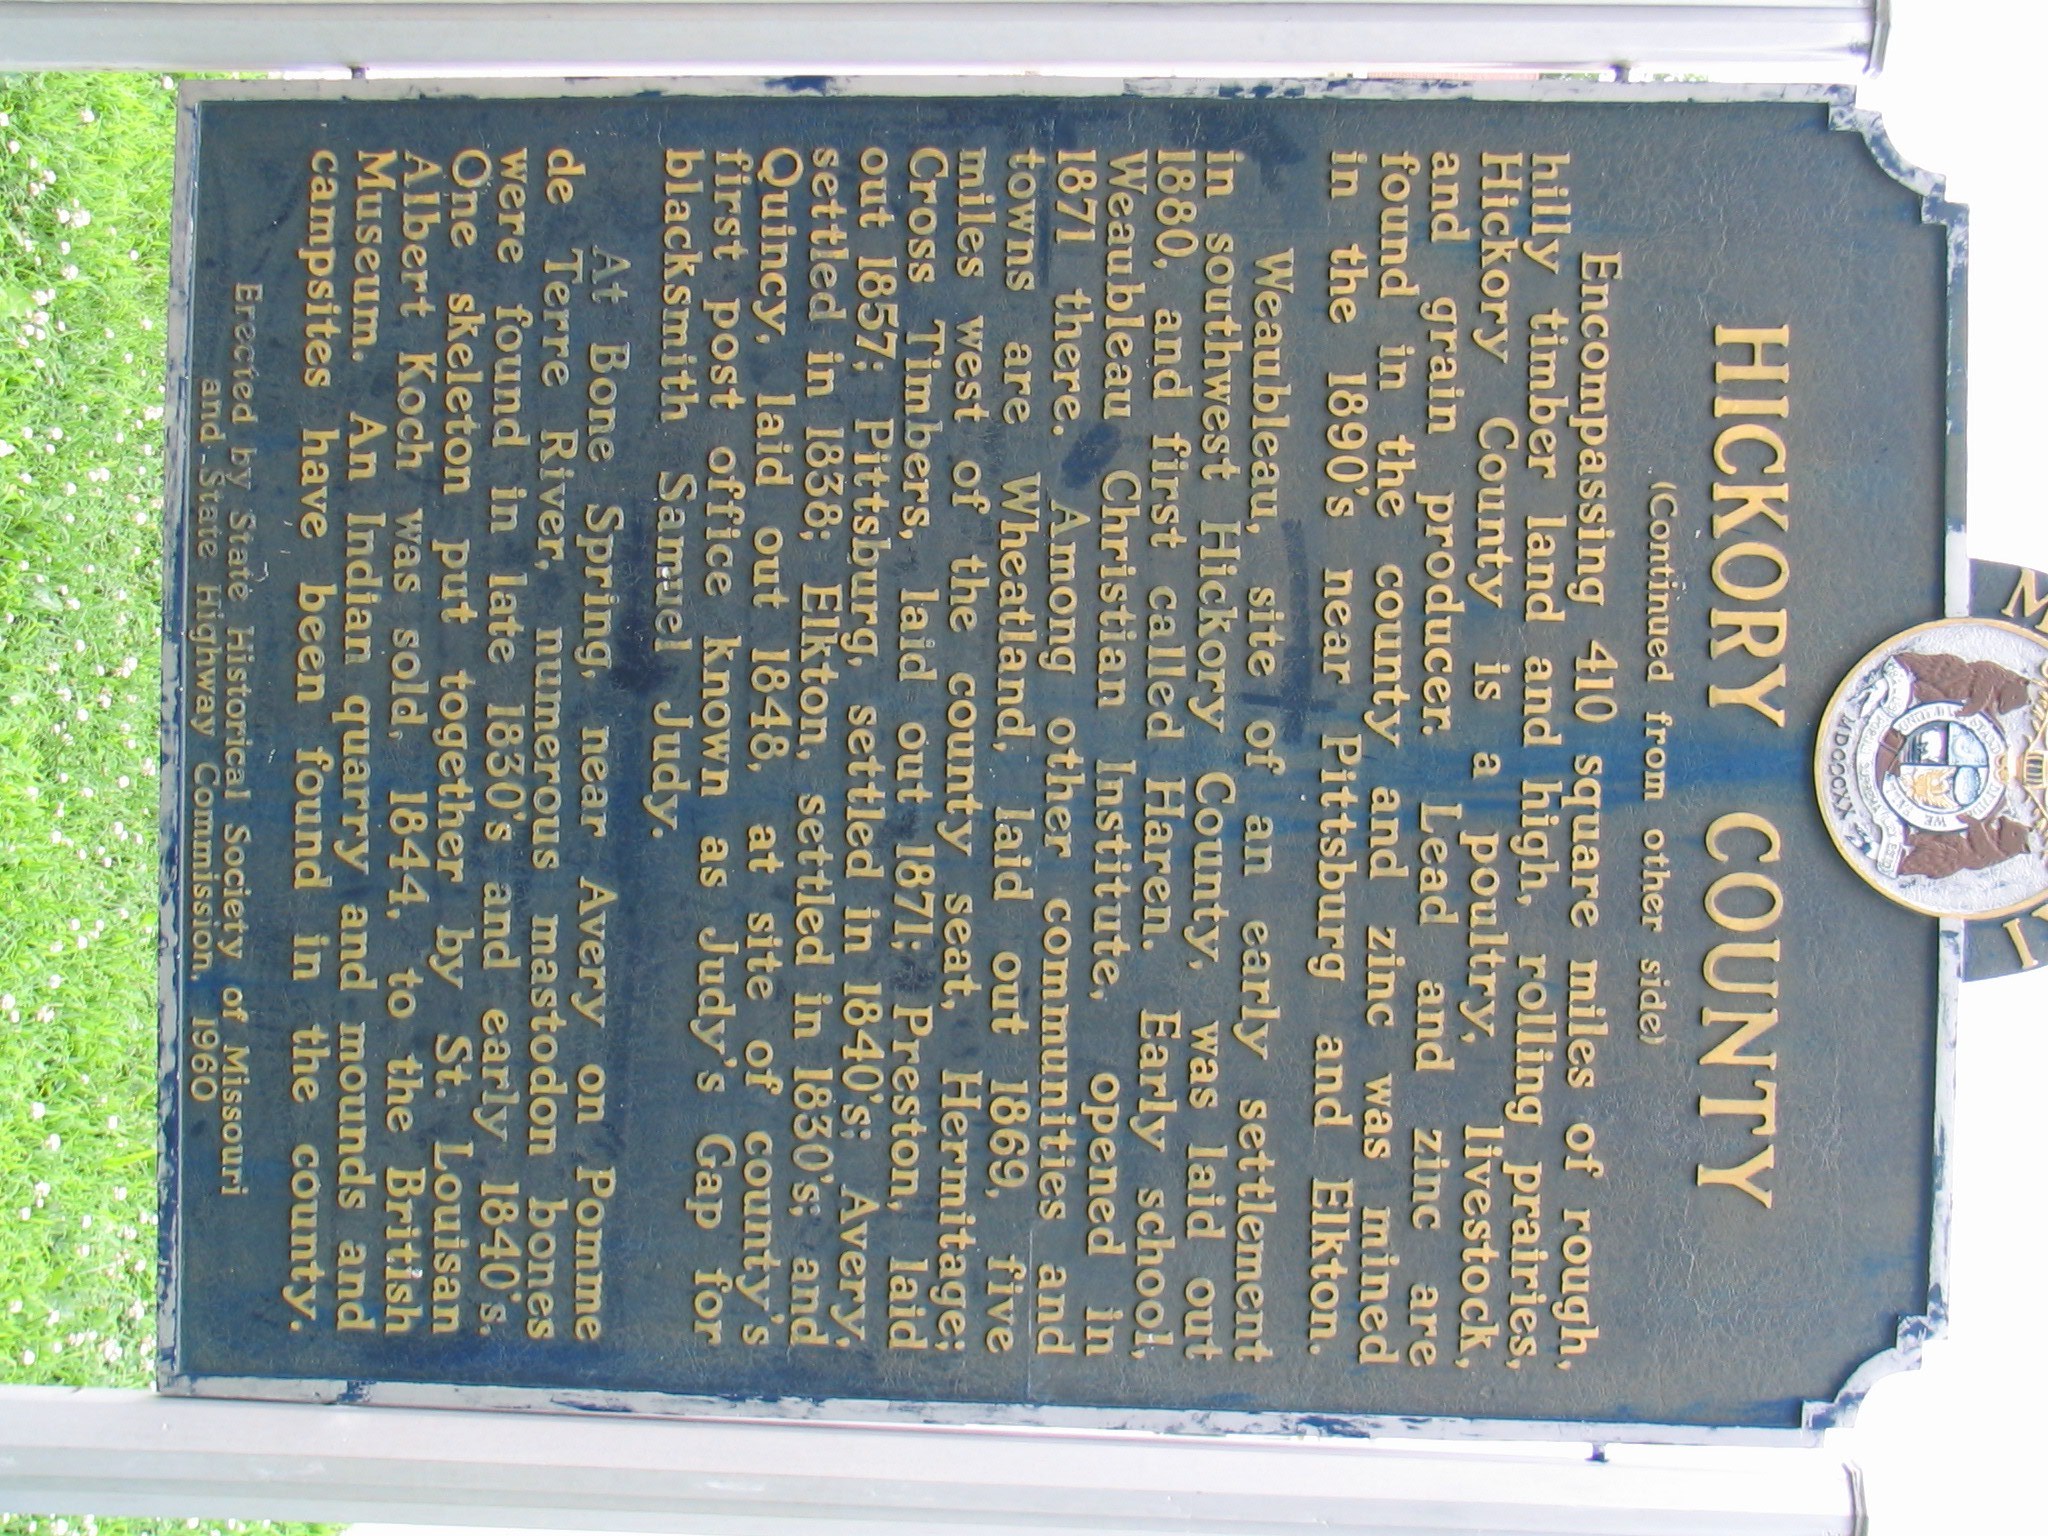 HICKORY COUNTY
(Continued from other side)
Encompassing 410 square miles of rough,
hilly timber land and high, rolling prairies,
Hickory County is a poultry, livestock,
and grain producer. Lead and zinc are
found in the county and zinc was mined
in the 1890's near Pittsburg and Elkton.
Weaubleau, site of an early settlement
in southwest Hickory County, was laid out
1880, and first called Haren. Early school,
Weaubleau Christian Institute, opened in
1871 there. Among other communities and
towns are Wheatland, laid out 1869, five
miles west of the county seat, Hermitage;
Cross Timbers, laid out 1871; Preston, laid
out 1857; Pittsburg, settled in 1840's; Avery,
settled in 1838; Elkton, settled in 1830's; and
Quincy, laid out 1848, at site of county's
first post office known as Judy's Gap for
blacksmith Samuel Judy.
At Bone Spring, near Avery on Pomme
de Terre River, numerous mastodon bones
were found in late 1830's and early 1840's.
One skeleton put together by St. Louisan
Albert Koch was sold, 1844, to the British
Museum. An Indian quarry and mounds and
campsites have been found in the county.
Erected by State Historical Society of Missouri
and State Highway Commission, 1960